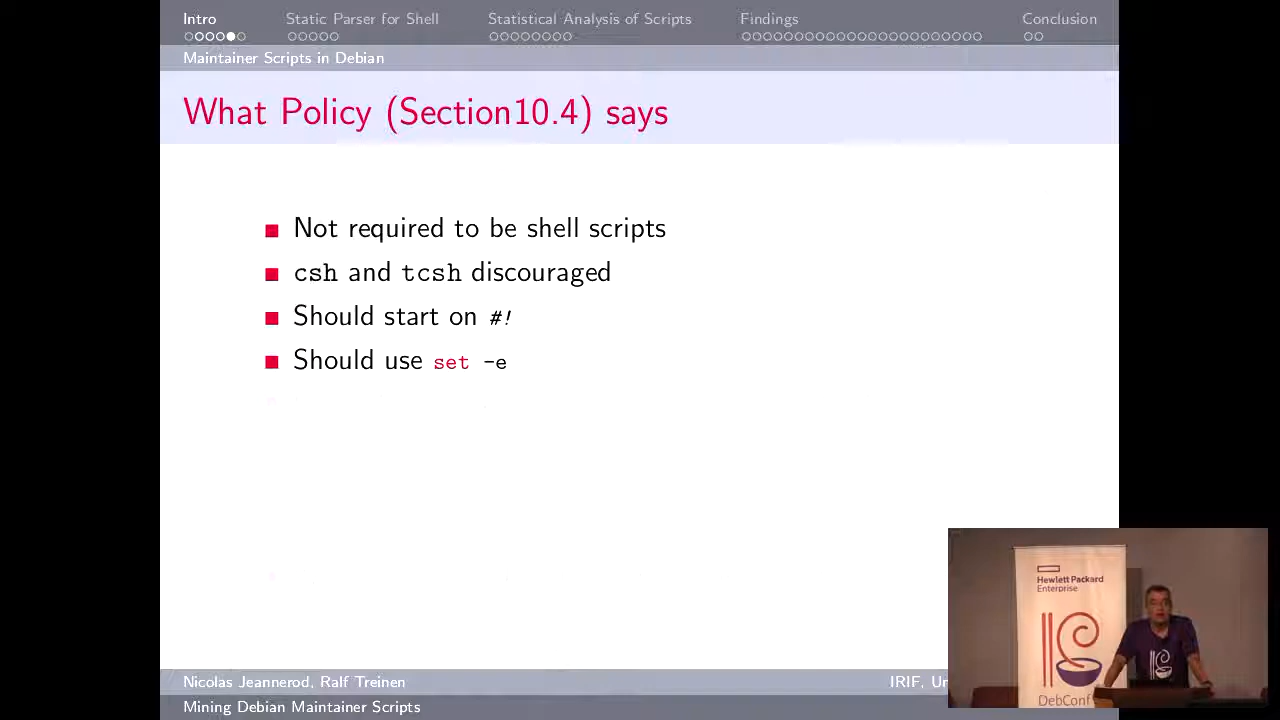 Intro
Static Parser for Shell
Statistical Analysis of Scripts
Findings
Conclusion
Maintainer Scripts in Debian
What Policy (Section10.4) says
Not required to be shell scripts
csh and tcsh discouraged
Should start on #!
Should use set -e
Nicolas Jeannerod, Ralf Treinen
IRIF,
Mining Debian Maintainer Scripts
Hewlett Packard
Enterprise
DebConf